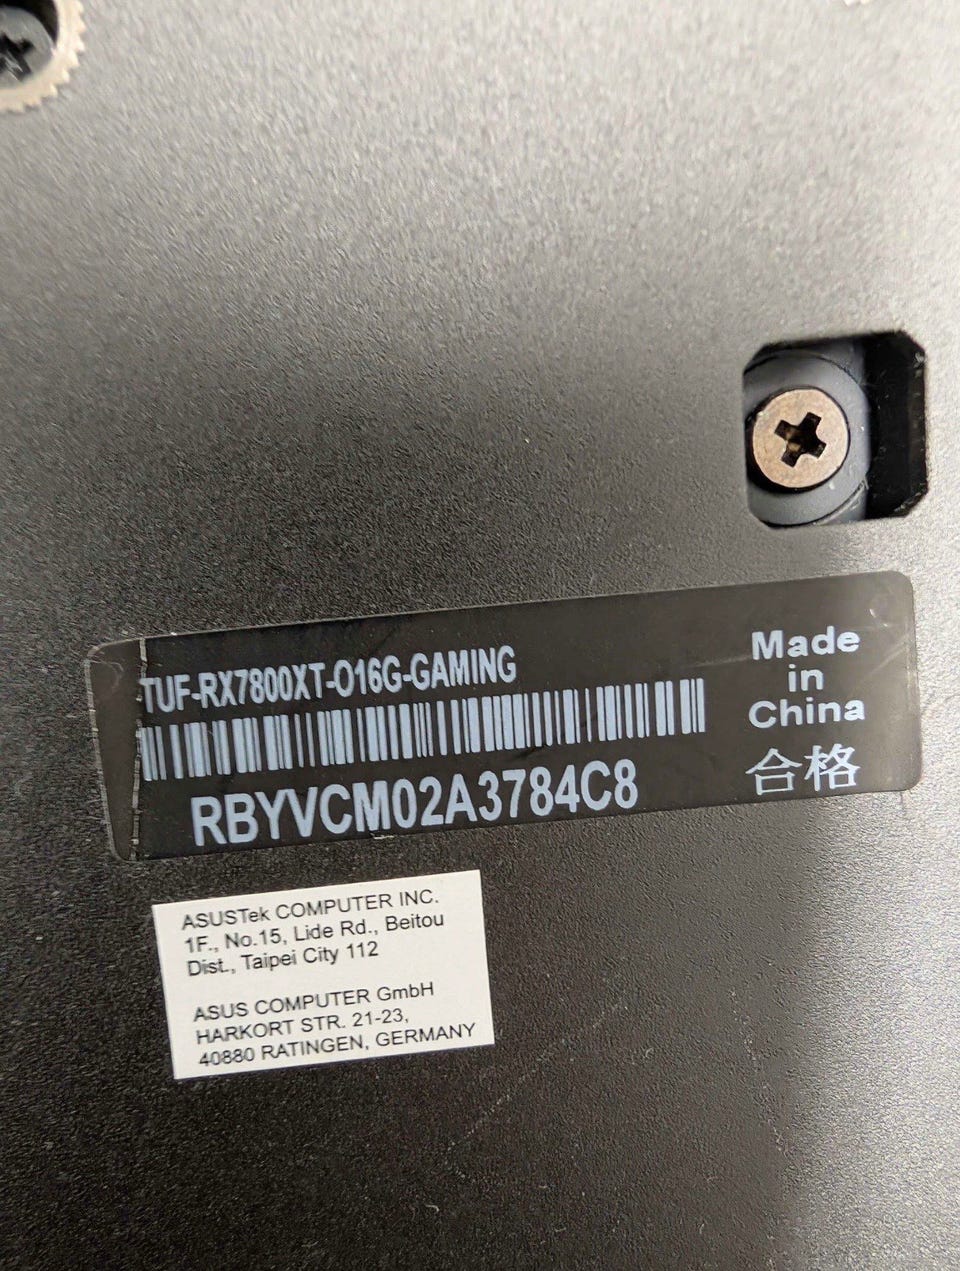 TUF-RX7800XT-O16G-GAMING
RBYVCM02A3784C8
Made
in
China
合格
ASUSTek COMPUTER INC.
1F., No.15, Lide Rd., Beitou
Dist., Taipei City 112
ASUS COMPUTER GmbH
HARKORT STR. 21-23,
40880 RATINGEN, GERMANY